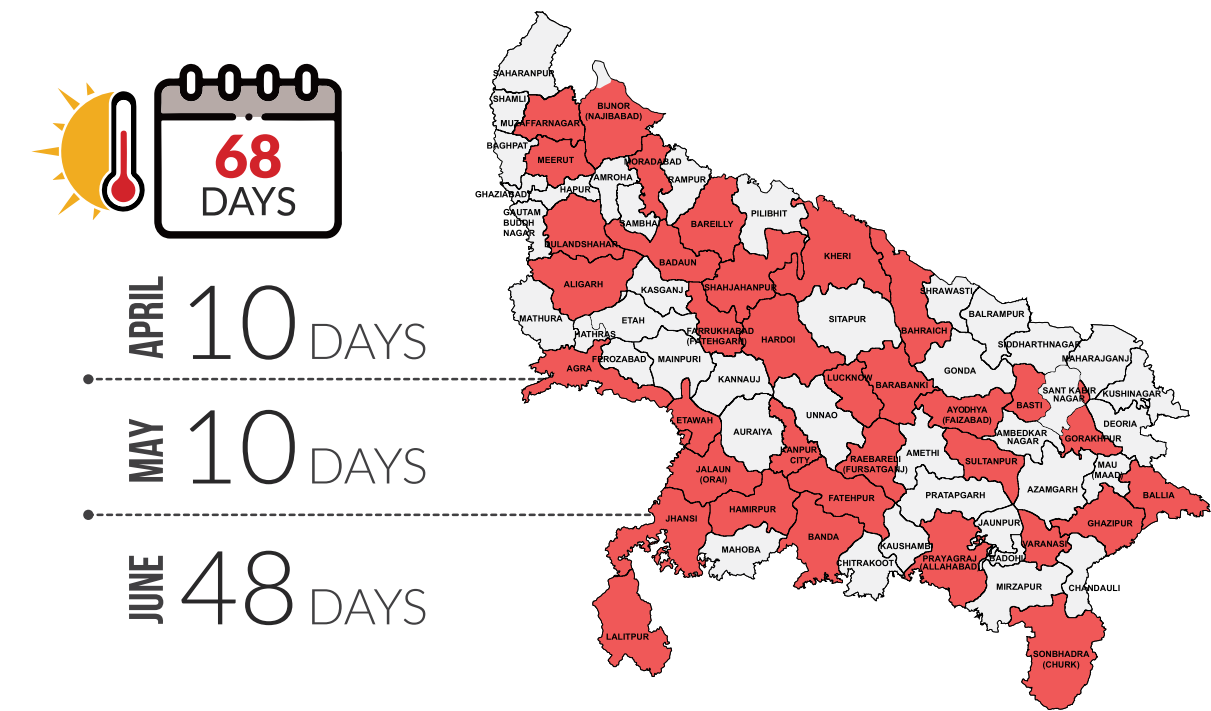 68
DAYS
APRIL
10 DAYS
MAY
10 DAYS
JUNE
48 DAYS
SAHARANPUR
SHAMLI
MUZAFFARNAGAR
BIJNOR
(NAJIBABAD)
BAGHPAT
MEERUT
MORADABAD
AMROHA
RAMPUR
GHAZIABAD
HAPUR
GAUTAM
BUDDH
NAGAR
SAMBHA
BAREILLY
PILIBHIT
BULANDSHAHAR
BADAUN
KHERI
ALIGARH
KASGANJ
SHAHJAHANPUR
SHRAWASTI
MATHURA
HATHRAS
ETAH
FARRUKHABAD
(FATEHGARH)
HARDOI
SITAPUR
BAHRAICH
BALRAMPUR
SIDDHARTHNAGAR
MAHARAJGANJ
AGRA
FEROZABAD
MAINPURI
KANNAUJ
LUCKNOW
BARABANKI
GONDA
BASTI
SANT KABIR
NAGAR
KUSHINAGAR
ETAWAH
AURAIYA
UNNAO
AYODHYA
(FAIZABAD)
AMBEDKAR
NAGAR
GORAKHPUR
DEORIA
KANPUR
CITY
RAEBARELI
(FURSATGANJ)
AMETHI
SULTANPUR
MAU
(MAAD)
JALAUN
(ORAI)
FATEHPUR
PRATAPGARH
AZAMGARH
BALLIA
JHANSI
HAMIRPUR
BANDA
JAUNPUR
GHAZIPUR
MAHOBA
CHITRAKOOT
KAUSHAMBI
PRAYAGRAJ
(ALLAHABAD)
BADOHI
VARANASI
MIRZAPUR
CHANDAULI
LALITPUR
SONBHADRA
(CHURK)